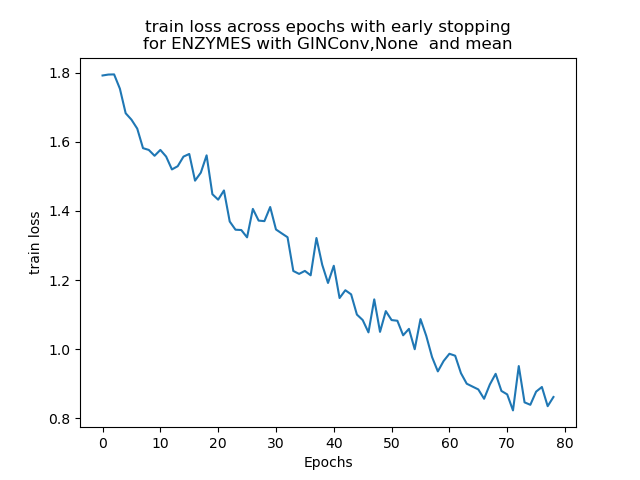 train loss across epochs with early stopping
for ENZYMES with GINConv,None  and mean
1.8
1.6
1.4
1.2
1.0
0.8
train loss
0 10 20 30 40 50 60 70 80
Epochs